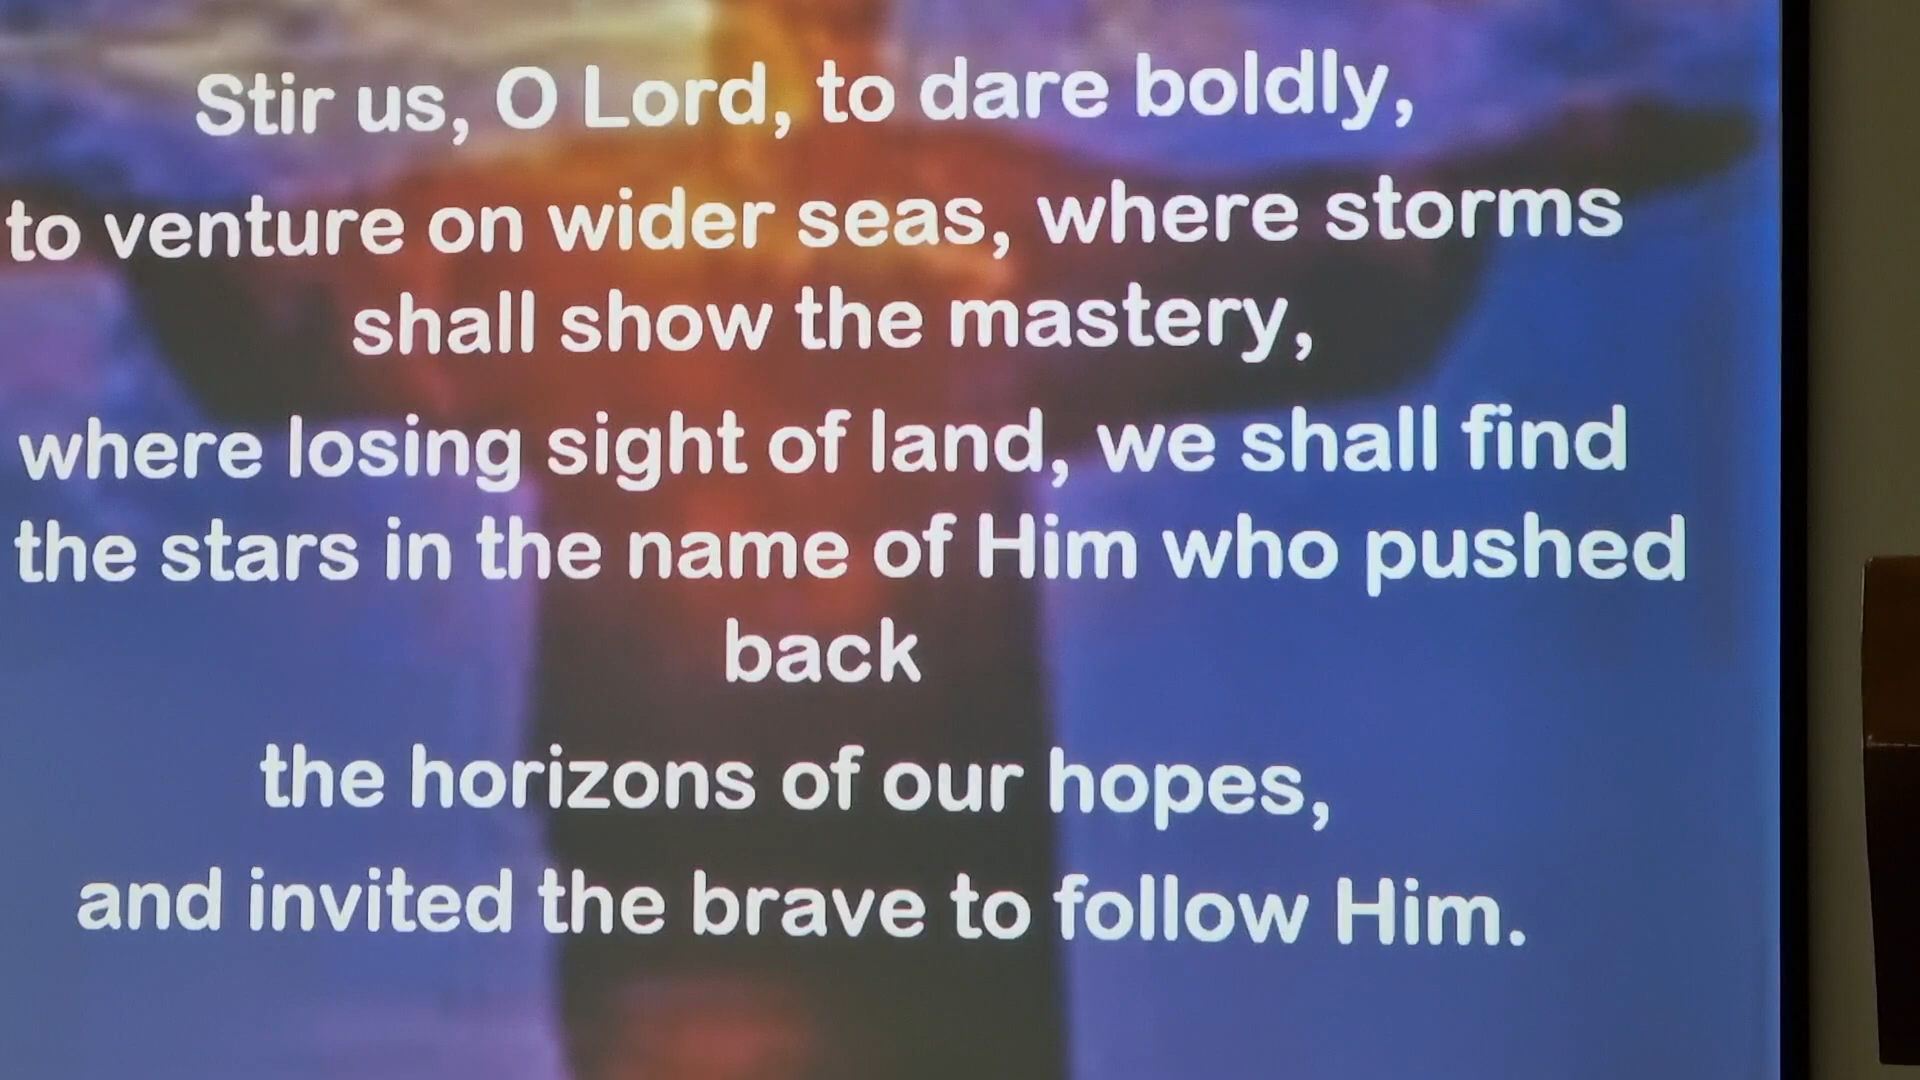 Stir us, O Lord, to dare boldly,
to venture on wider seas, where storms
shall show the mastery,
where losing sight of land, we shall find
the stars in the name of Him who pushed
back
the horizons of our hopes,
and invited the brave to follow Him.